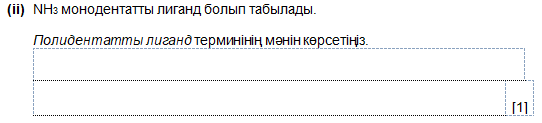 (ii) NH₃ монодентатты лиганд болып табылады.
Полидентатты лиганд терминінің мәнін көрсетіңіз.
[1]